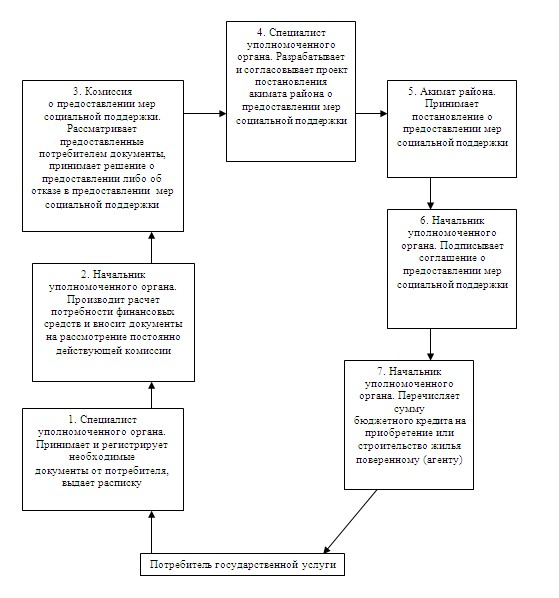 4. Специалист
уполномоченного
органа. Разрабатывает
и согласовывает проект
постановления
акимата района о
предоставлении мер
социальной поддержки
3. Комиссия
о предоставлении мер
социальной поддержки.
Рассматривает
предоставленные
потребителем документы,
принимает решение о
предоставлении либо об
отказе в предоставлении мер
социальной поддержки
5. Акимат района.
Принимает
постановление о
предоставлении мер
социальной поддержки
6. Начальник
уполномоченного
органа. Подписывает
соглашение о
предоставлении мер
социальной поддержки
2. Начальник
уполномоченного органа.
Производит расчет
потребности финансовых
средств и вносит документы
на рассмотрение постоянно
действующей комиссии
7. Начальник
уполномоченного
органа. Перечисляет
сумму
бюджетного кредита на
приобретение или
строительство жилья
поверенному (агенту)
1. Специалист
уполномоченного органа.
Принимает и регистрирует
необходимые
документы от потребителя,
выдает расписку
Потребитель государственной услуги